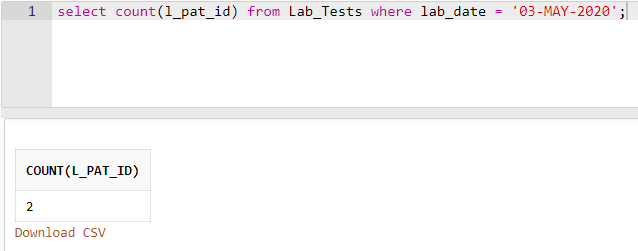 1 select count(l_pat_id) from Lab_Tests where lab_date = '03-MAY-2020';
COUNT(L_PAT_ID)
2
Download CSV